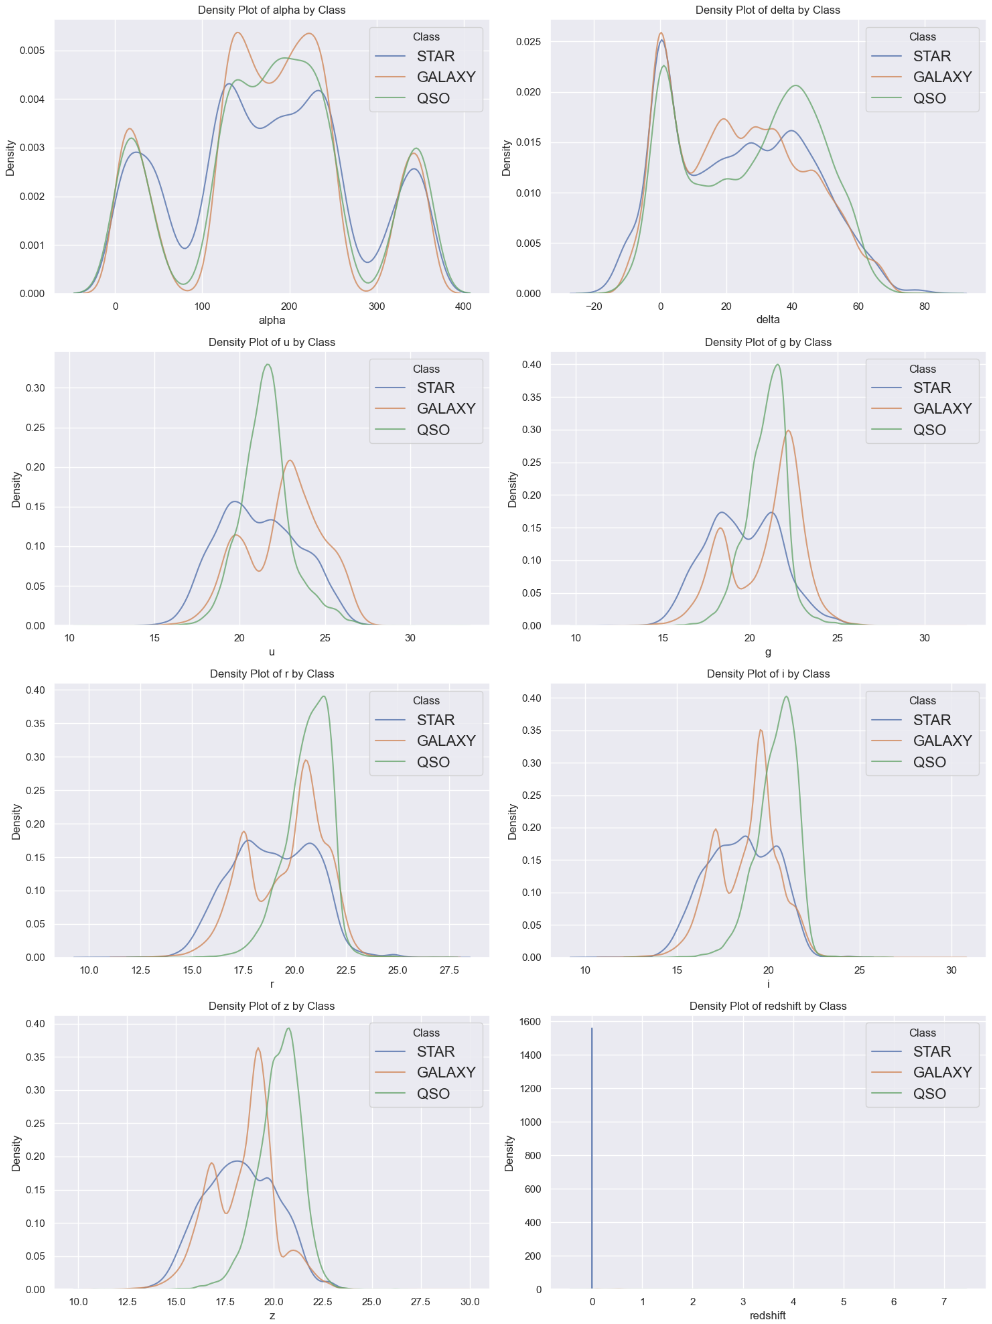 Density Plot of alpha by Class
Density
0.005
0.004
0.003
0.002
0.001
0.000
0
100
200
300
400
alpha
Class
STAR
GALAXY
QSO
Density Plot of delta by Class
Density
0.025
0.020
0.015
0.010
0.005
0.000
−20
0
20
40
60
80
delta
Class
STAR
GALAXY
QSO
Density Plot of u by Class
Density
0.30
0.25
0.20
0.15
0.10
0.05
0.00
10
15
20
25
30
u
Class
STAR
GALAXY
QSO
Density Plot of g by Class
Density
0.40
0.35
0.30
0.25
0.20
0.15
0.10
0.05
0.00
10
15
20
25
30
g
Class
STAR
GALAXY
QSO
Density Plot of r by Class
Density
0.40
0.35
0.30
0.25
0.20
0.15
0.10
0.05
0.00
10.0
12.5
15.0
17.5
20.0
22.5
25.0
27.5
r
Class
STAR
GALAXY
QSO
Density Plot of i by Class
Density
0.40
0.35
0.30
0.25
0.20
0.15
0.10
0.05
0.00
10
15
20
25
30
i
Class
STAR
GALAXY
QSO
Density Plot of z by Class
Density
0.40
0.35
0.30
0.25
0.20
0.15
0.10
0.05
0.00
10.0
12.5
15.0
17.5
20.0
22.5
25.0
27.5
30.0
z
Class
STAR
GALAXY
QSO
Density Plot of redshift by Class
Density
1600
1400
1200
1000
800
600
400
200
0
0
1
2
3
4
5
6
7
redshift
Class
STAR
GALAXY
QSO